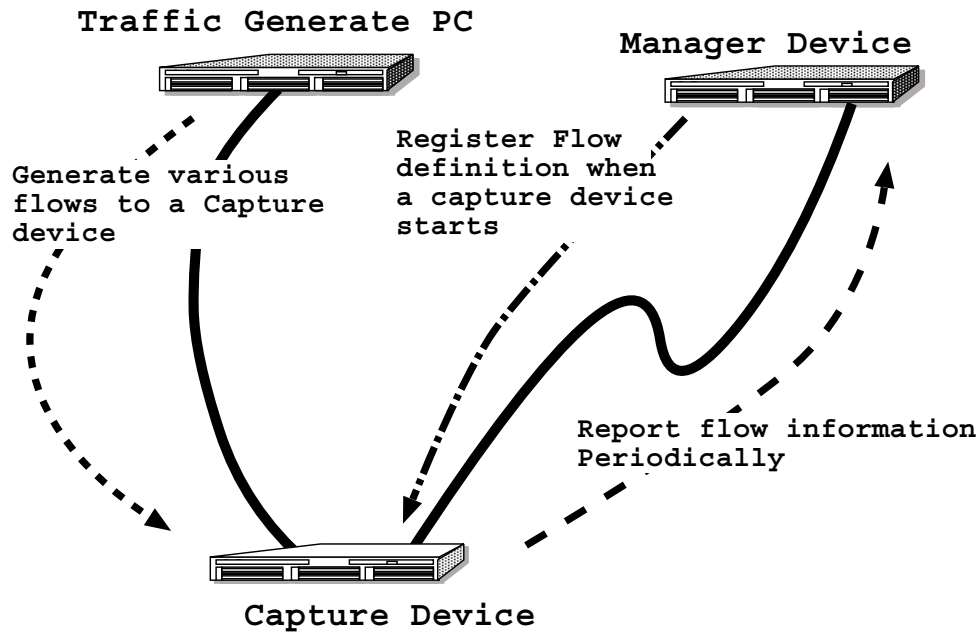 Traffic Generate PC
Manager Device
Generate various
flows to a Capture
device
Register Flow
definition when
a capture device
starts
Report flow information
Periodically
Capture Device